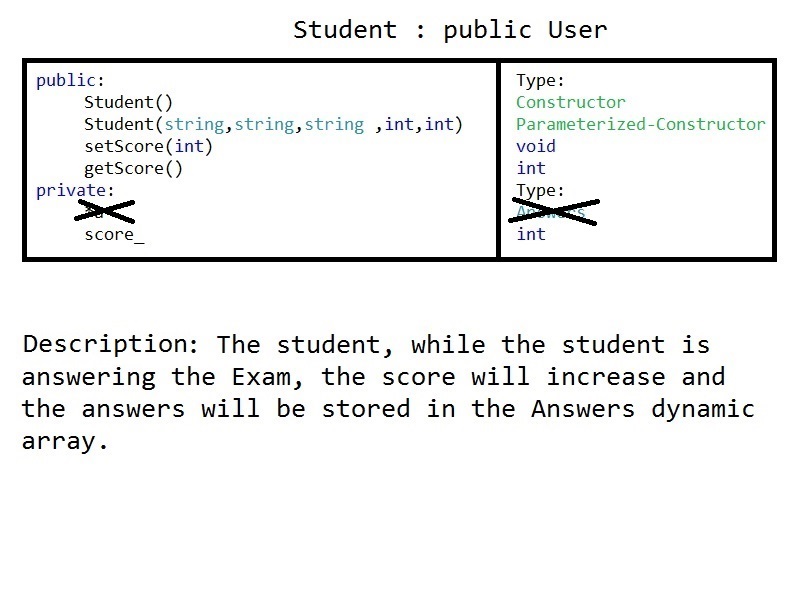 Student : public User
public:
Student()
Student(string,string,string ,int,int)
setScore(int)
getScore()
private:
score_
Type:
Constructor
Parameterized-Constructor
void
int
Type:
Answers
int
Description: The student, while the student is
answering the Exam, the score will increase and
the answers will be stored in the Answers dynamic
array.